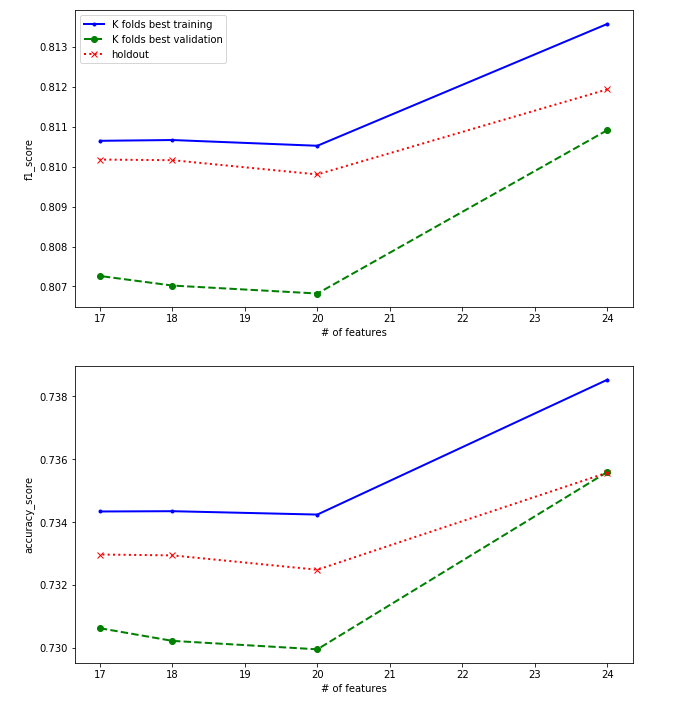 K folds best training
K folds best validation
holdout
f1_score
0.813
0.812
0.811
0.810
0.809
0.808
0.807
17 18 19 20 21 22 23 24
# of features
accuracy_score
0.738
0.736
0.734
0.732
0.730
17 18 19 20 21 22 23 24
# of features